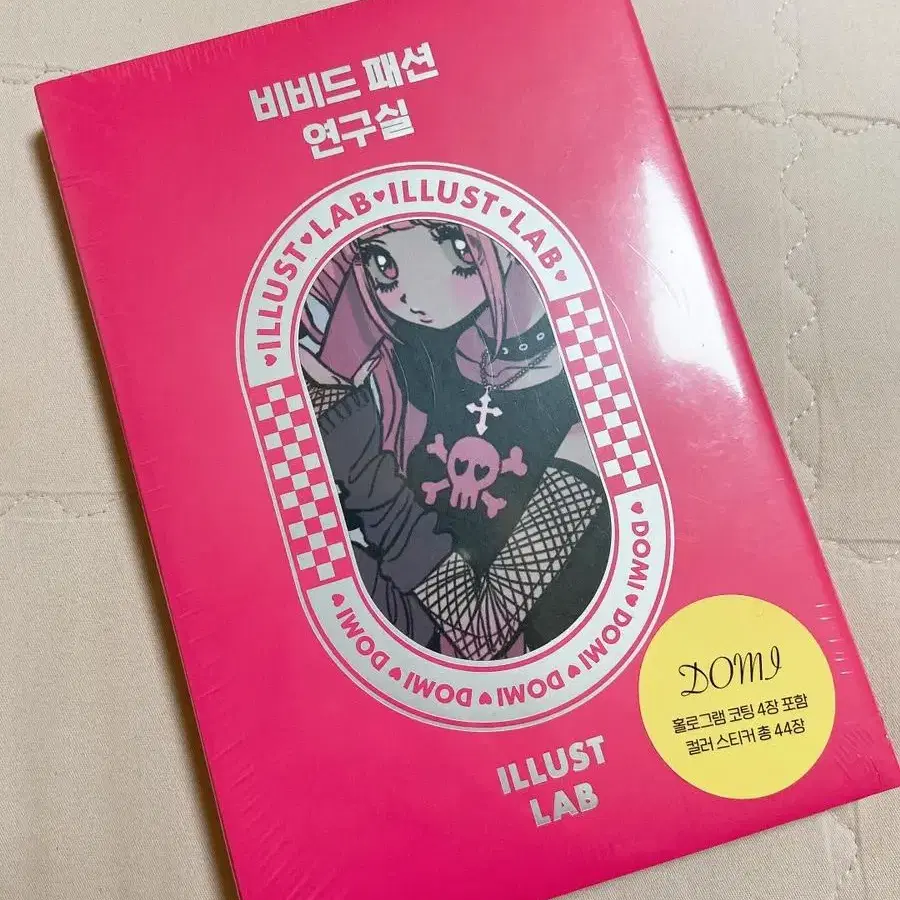 비비드 패션
연구실
♥ILLUST♥LAB♥ILLUST♥LAB♥
♥DOMI♥DOMI♥DOMI♥DOMI♥DOMI♥
ILLUST
LAB
DOMI
홀로그램 코팅 4장 포함
컬러 스티커 총 44장